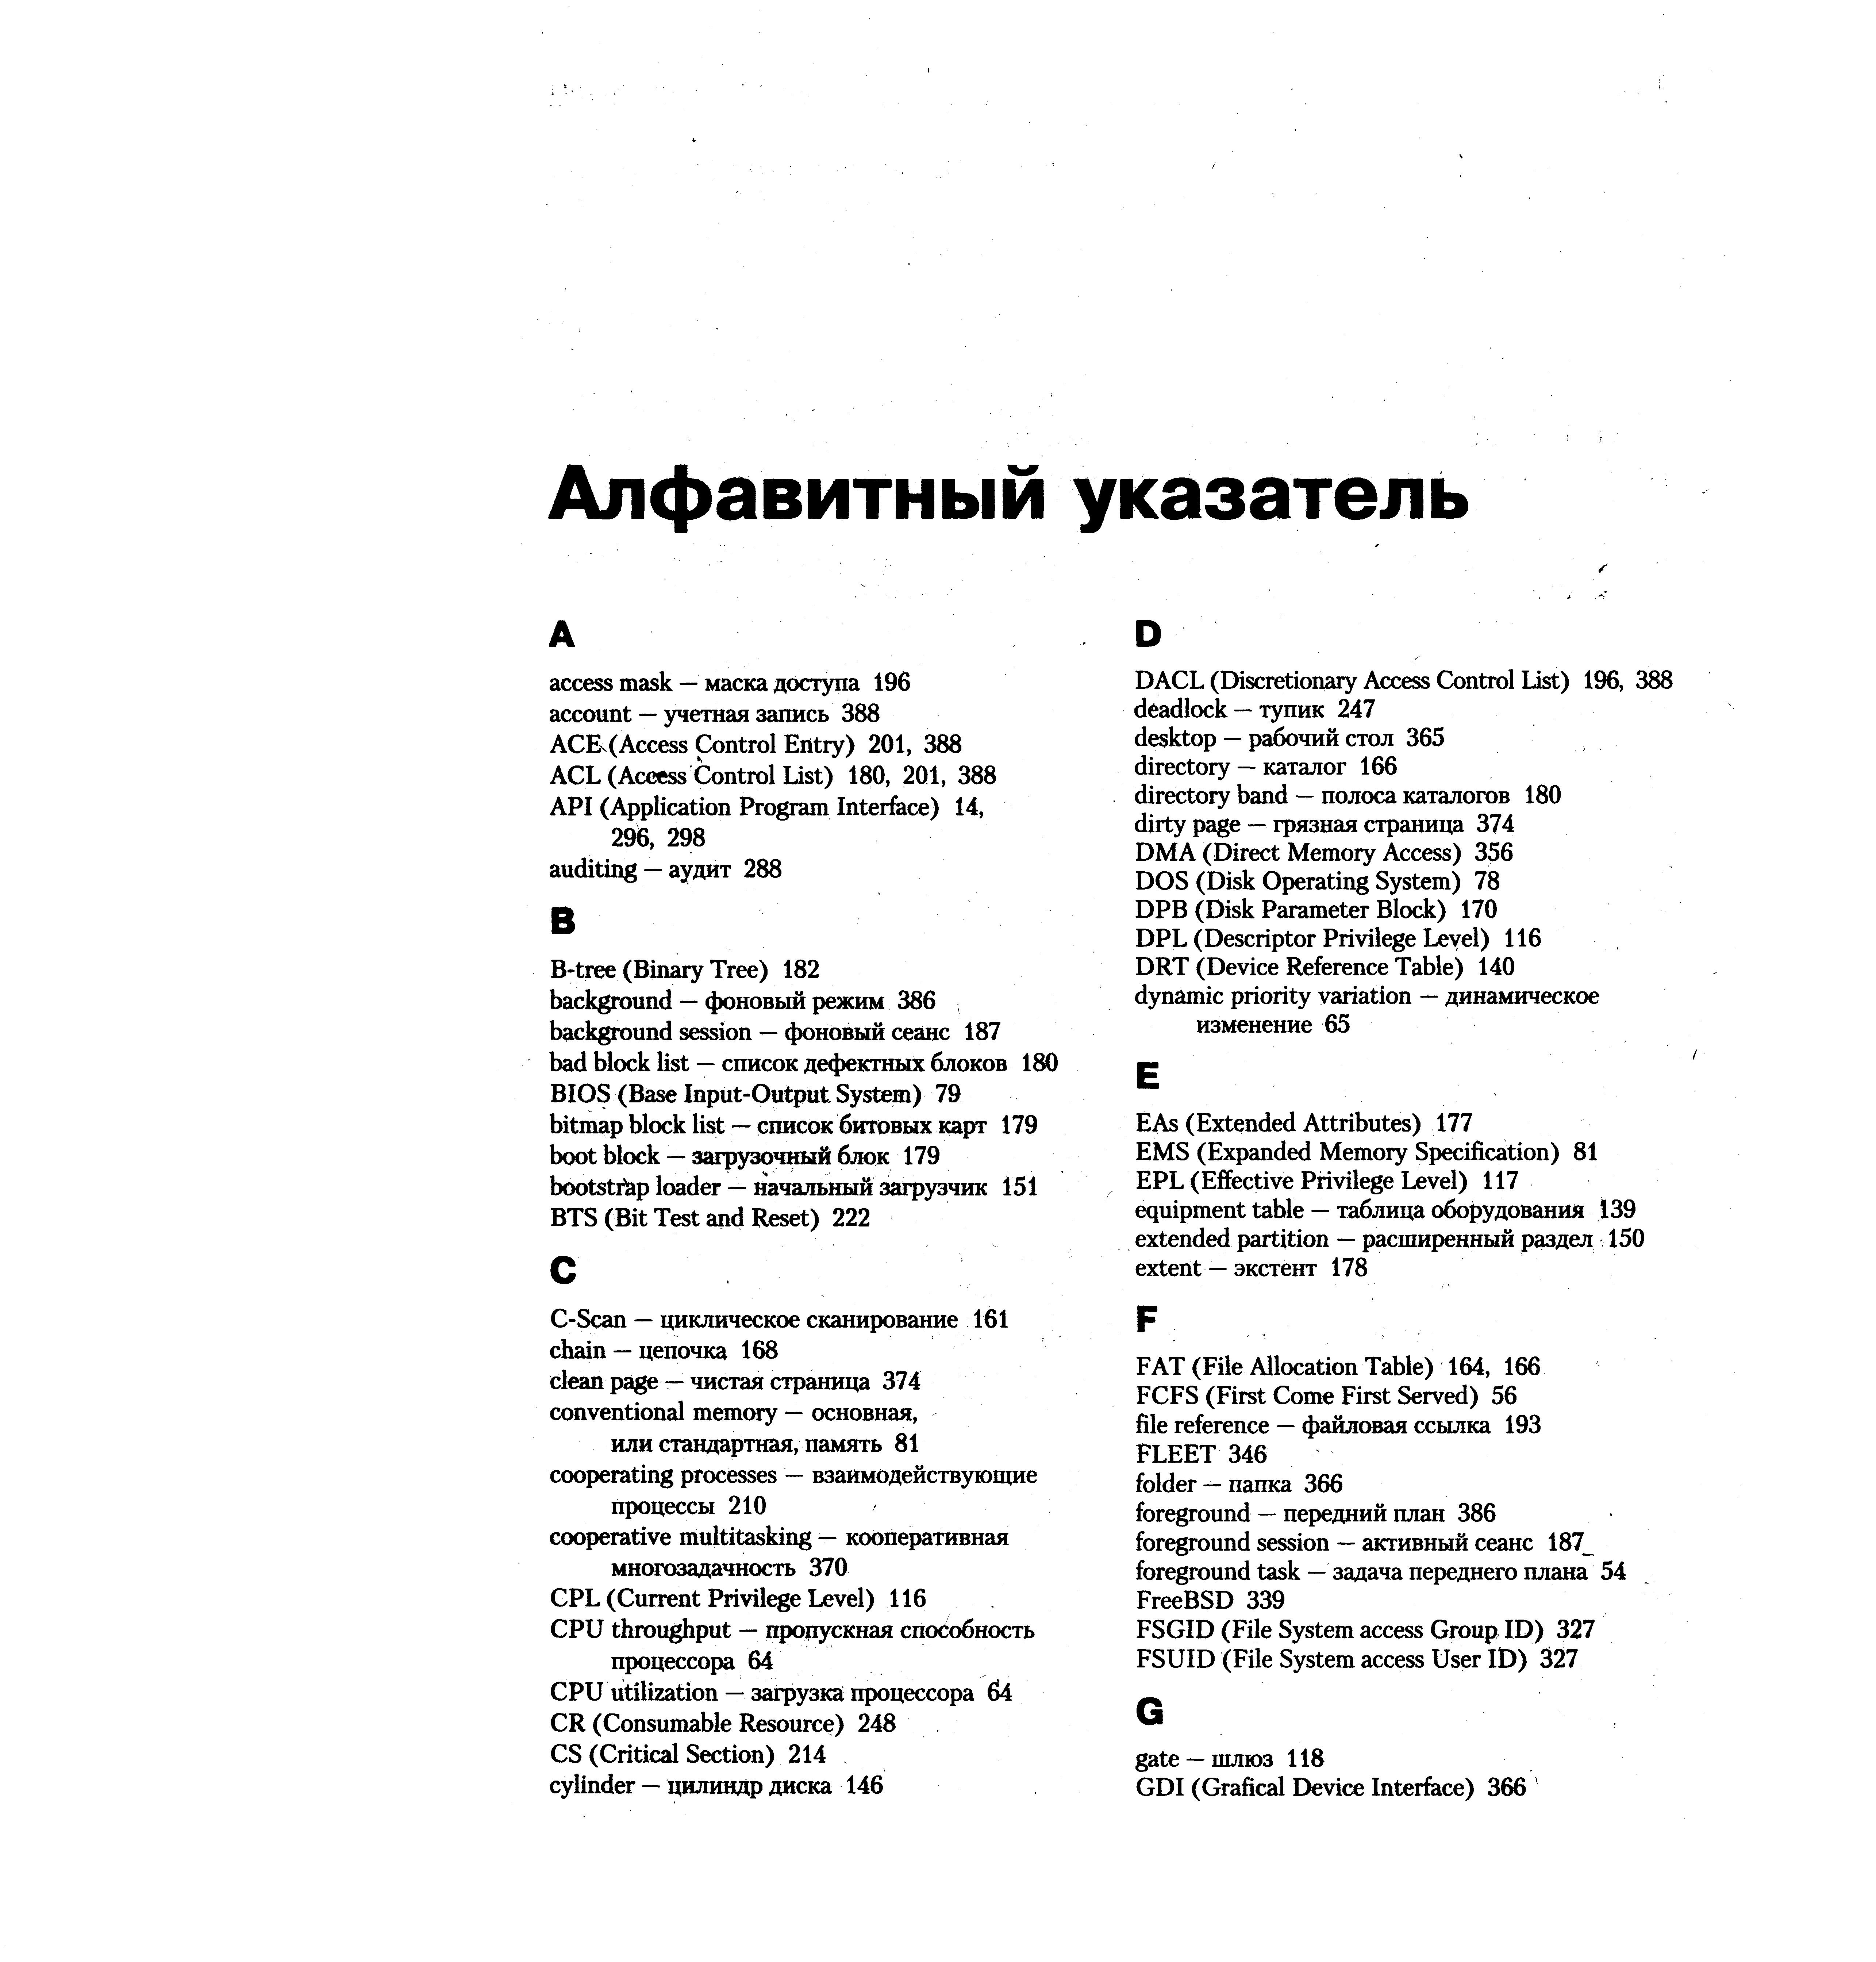 Алфавитный указатель
A
access mask — маска доступа 196
account — учетная запись 388
ACE (Access Control Entry) 201, 388
ACL (Access Control List) 180, 201, 388
API (Application Program Interface) 14,
296, 298
auditing — аудит 288
B
B-tree (Binary Tree) 182
background — фоновый режим 386
background session — фоновый сеанс 187
bad block list — список дефектных блоков 180
BIOS (Base Input-Output System) 79
bitmap block list — список битовых карт 179
boot block — загрузочный блок 179
bootstrap loader — начальный загрузчик 151
BTS (Bit Test and Reset) 222
C
C-Scan — циклическое сканирование 161
chain — цепочка 168
clean page — чистая страница 374
conventional memory — основная,
или стандартная, память 81
cooperating processes — взаимодействующие
процессы 210
cooperative multitasking — кооперативная
многозадачность 370
CPL (Current Privilege Level) 116
CPU throughput — пропускная способность
процессора 64
CPU utilization — загрузка процессора 64
CR (Consumable Resource) 248
CS (Critical Section) 214
cylinder — цилиндр диска 146
D
DACL (Discretionary Access Control List) 196, 388
deadlock — тупик 247
desktop — рабочий стол 365
directory — каталог 166
directory band — полоса каталогов 180
dirty page — грязная страница 374
DMA (Direct Memory Access) 356
DOS (Disk Operating System) 78
DPB (Disk Parameter Block) 170
DPL (Descriptor Privilege Level) 116
DRT (Device Reference Table) 140
dynamic priority variation — динамическое
изменение 65
E
EAs (Extended Attributes) 177
EMS (Expanded Memory Specification) 81
EPL (Effective Privilege Level) 117
equipment table — таблица оборудования 139
extended partition — расширенный раздел 150
extent — экстент 178
F
FAT (File Allocation Table) 164, 166
FCFS (First Come First Served) 56
file reference — файловая ссылка 193
FLEET 346
folder — папка 366
foreground — передний план 386
foreground session — активный сеанс 187
foreground task — задача переднего плана 54
FreeBSD 339
FSGID (File System access Group ID) 327
FSUID (File System access User ID) 327
G
gate — шлюз 118
GDI (Grafical Device Interface) 366